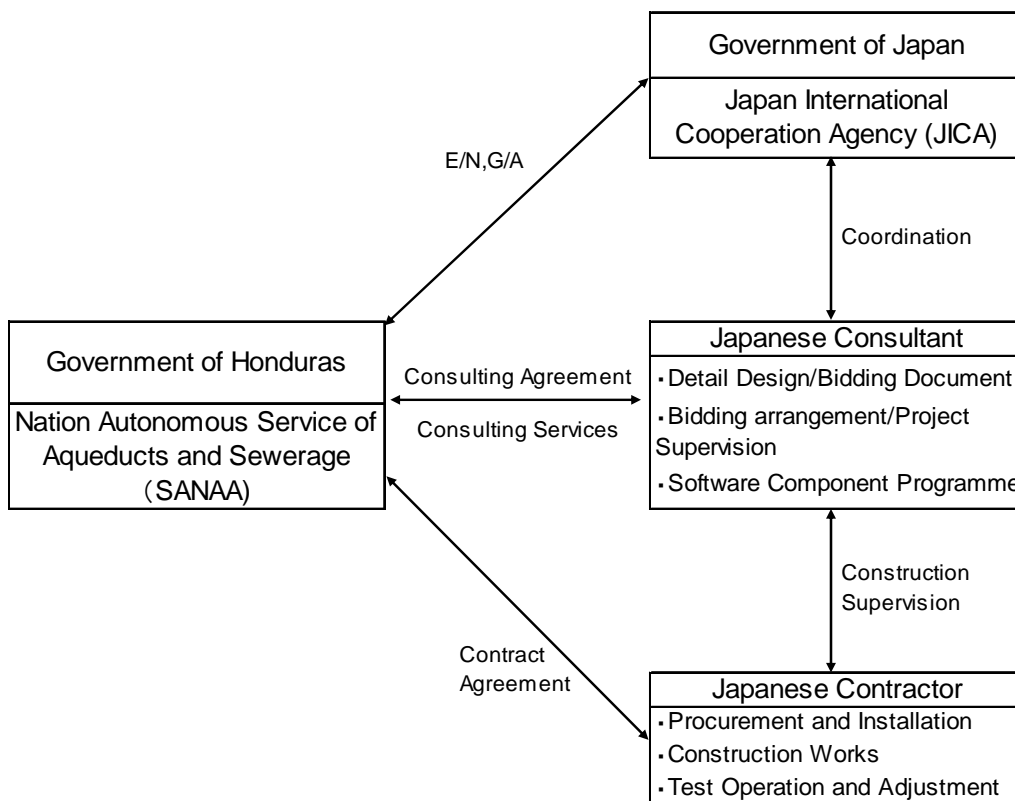 Government of Japan
Japan International
Cooperation Agency (JICA)
E/N,G/A
Coordination
Government of Honduras
Nation Autonomous Service of
Aqueducts and Sewerage
（SANAA)
Consulting Agreement
Consulting Services
Japanese Consultant
・Detail Design/Bidding Document
・Bidding arrangement/Project
Supervision
・Software Component Programme
Construction
Supervision
Contract
Agreement
Japanese Contractor
・Procurement and Installation
・Construction Works
・Test Operation and Adjustment